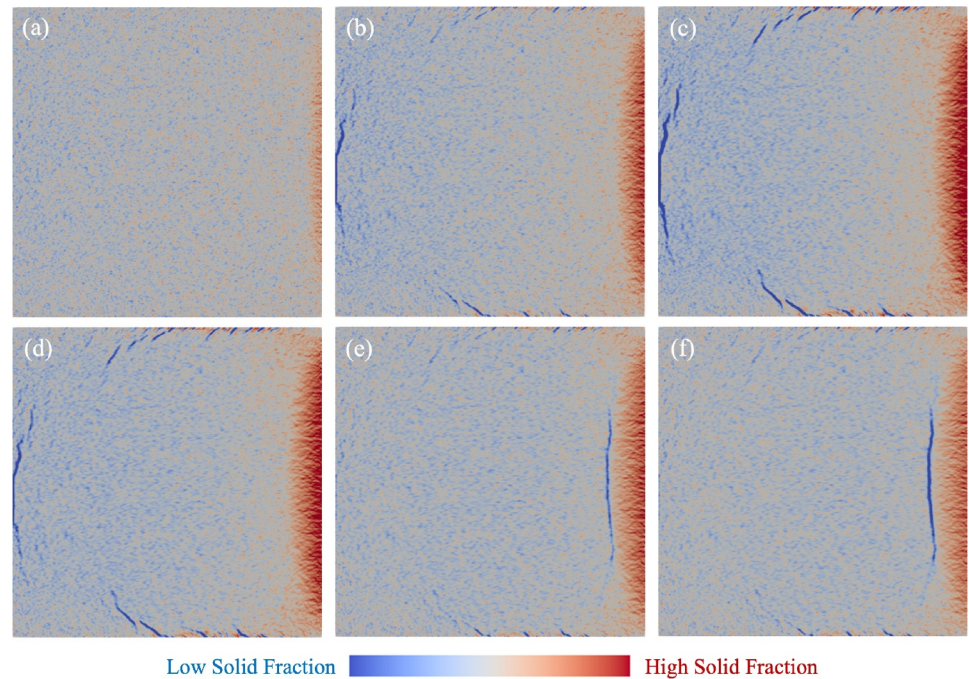 (a)
(b)
(c)
(d)
(e)
(f)
Low Solid Fraction
High Solid Fraction